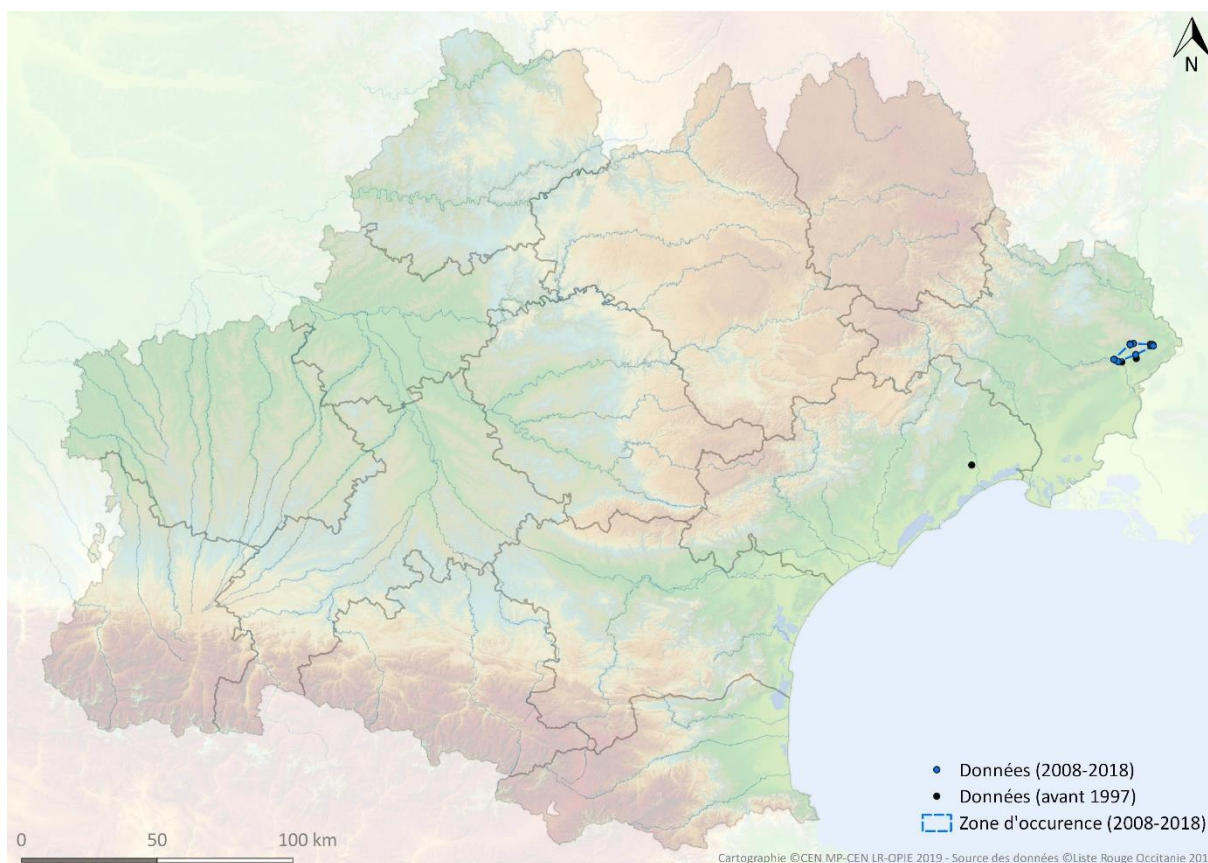 N
Données (2008-2018)
Données (avant 1997)
Zone d'occurence (2008-2018)
0 50 100 km
Cartographie ©CEN MP-CEN LR-OPIE 2019 - Source des données ©Liste Rouge Occitanie 201